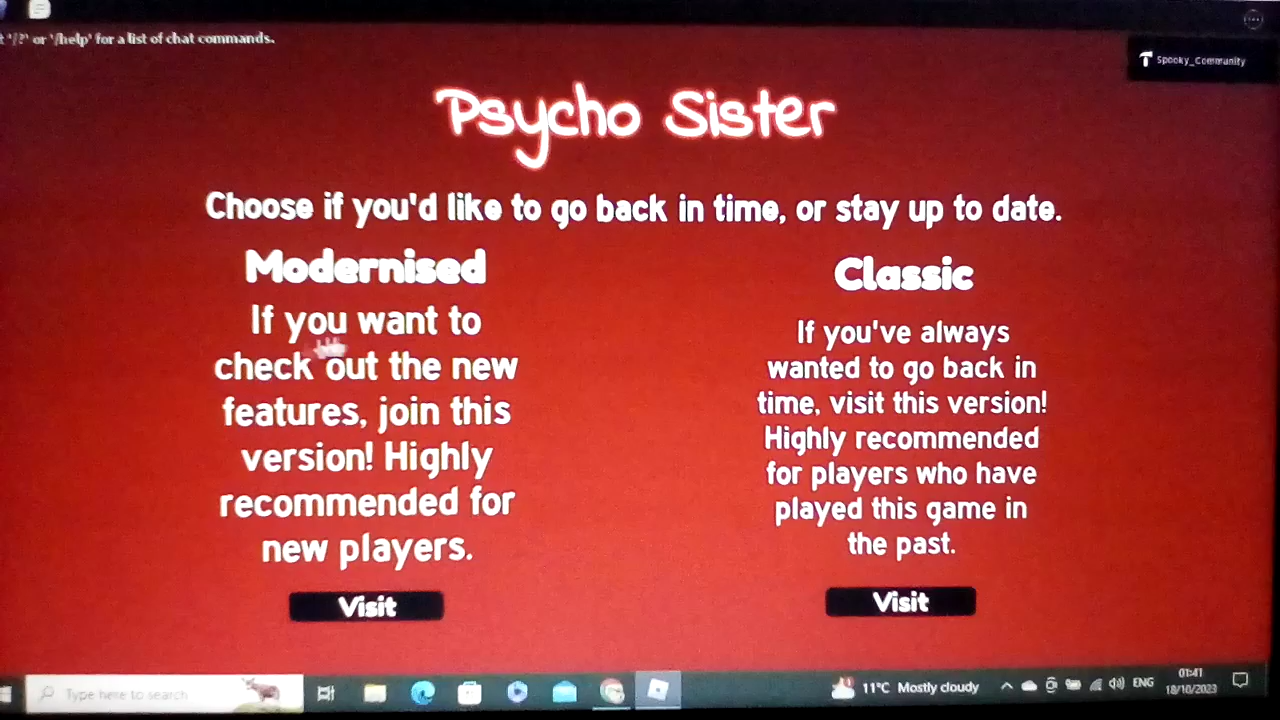 '/?' or '/help' for a list of chat commands.
Spooky_Community
Psycho Sister
Choose if you'd like to go back in time, or stay up to date.
Modernised
If you want to
check out the new
features, join this
version! Highly
recommended for
new players.
Visit
Classic
If you've always
wanted to go back in
time, visit this version!
Highly recommended
for players who have
played this game in
the past.
Visit
Type here to search
11°C Mostly cloudy
ENG
01:41
18/10/2023